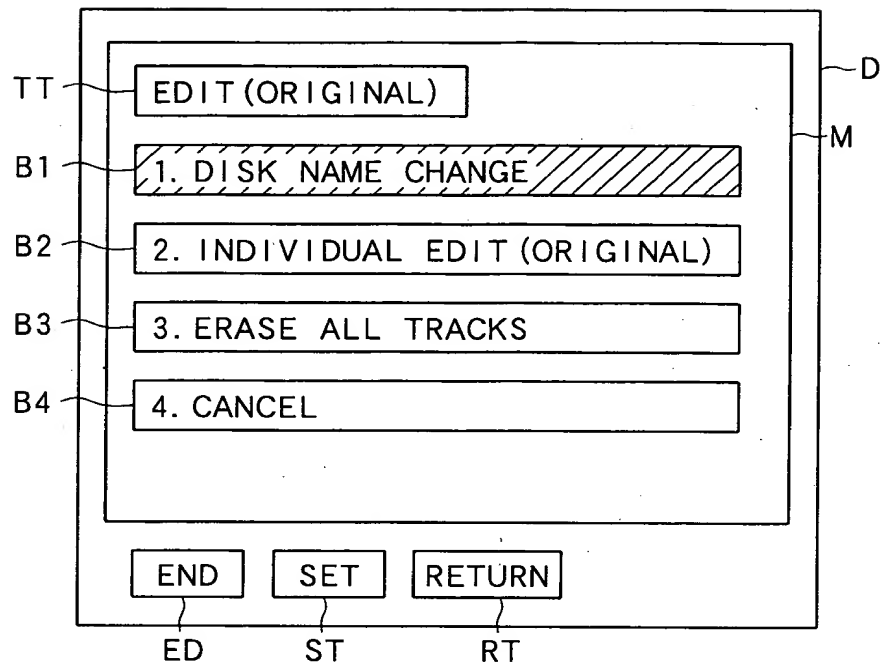 TT EDIT(ORIGINAL) D
M
B1 1. DISK NAME CHANGE
B2 2. INDIVIDUAL EDIT(ORIGINAL)
B3 3. ERASE ALL TRACKS
B4 4. CANCEL
END SET RETURN
ED ST RT